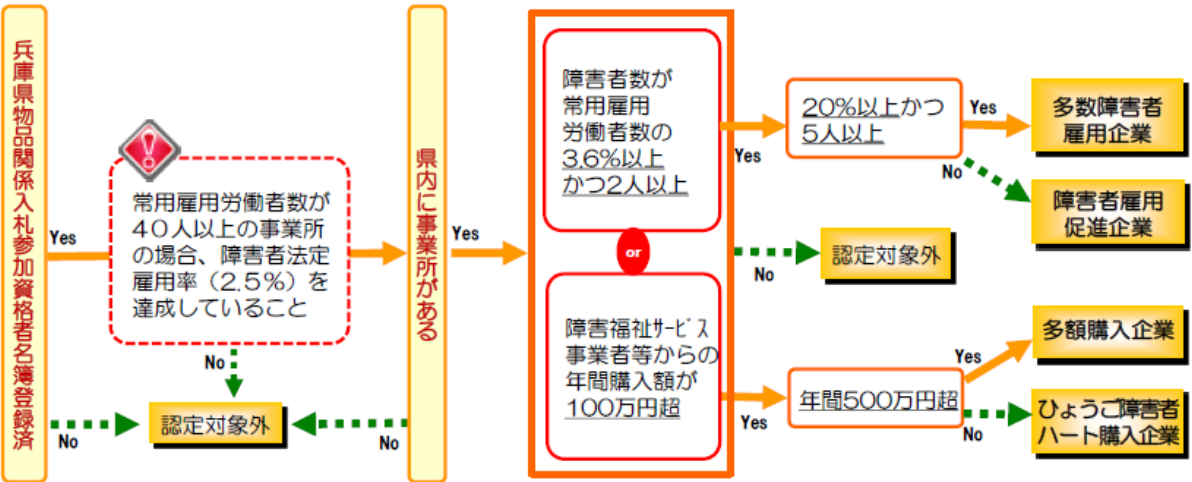 兵庫県物品関係入札参加資格者名簿登録済
Yes
No
常用雇用労働者数が
４０人以上の事業所
の場合、障害者法定
雇用率（2.5％）を
達成していること
No
認定対象外
Yes
県内に事業所がある
No
Yes
障害者数が
常用雇用
労働者数の
3.6％以上
かつ2人以上
or
障害福祉ｻｰﾋﾞｽ
事業者等からの
年間購入額が
100万円超
Yes
No
認定対象外
Yes
20％以上かつ
5人以上
Yes
No
多数障害者
雇用企業
障害者雇用
促進企業
年間500万円超
Yes
No
多額購入企業
ひょうご障害者
ハート購入企業